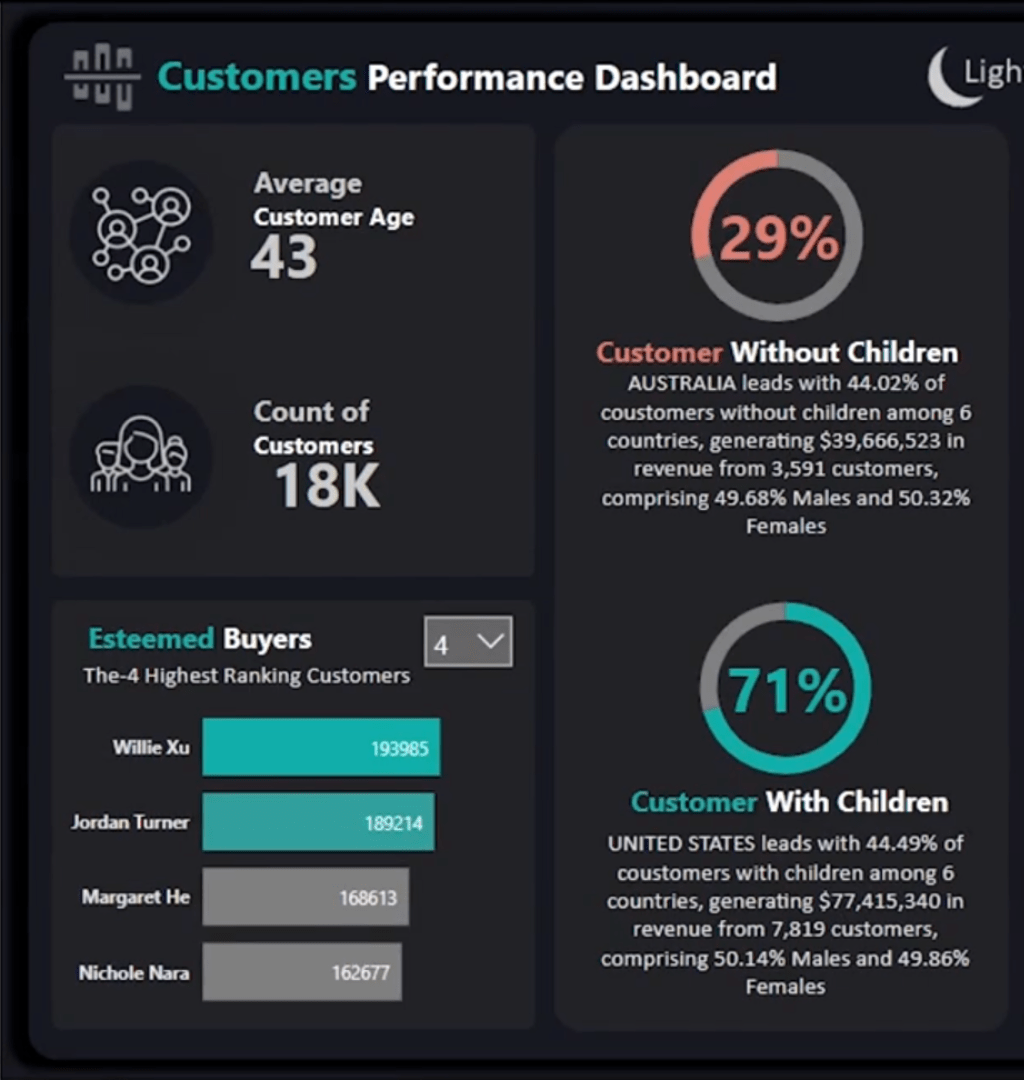 Customers Performance Dashboard
Ligh
Average
Customer Age
43
Count of
Customers
18K
Esteemed Buyers
4
The-4 Highest Ranking Customers
Willie Xu 193985
Jordan Turner 189214
Margaret He 168613
Nichole Nara 162677
29%
Customer Without Children
AUSTRALIA leads with 44.02% of
coustomers without children among 6
countries, generating $39,666,523 in
revenue from 3,591 customers,
comprising 49.68% Males and 50.32%
Females
71%
Customer With Children
UNITED STATES leads with 44.49% of
coustomers with children among 6
countries, generating $77,415,340 in
revenue from 7,819 customers,
comprising 50.14% Males and 49.86%
Females